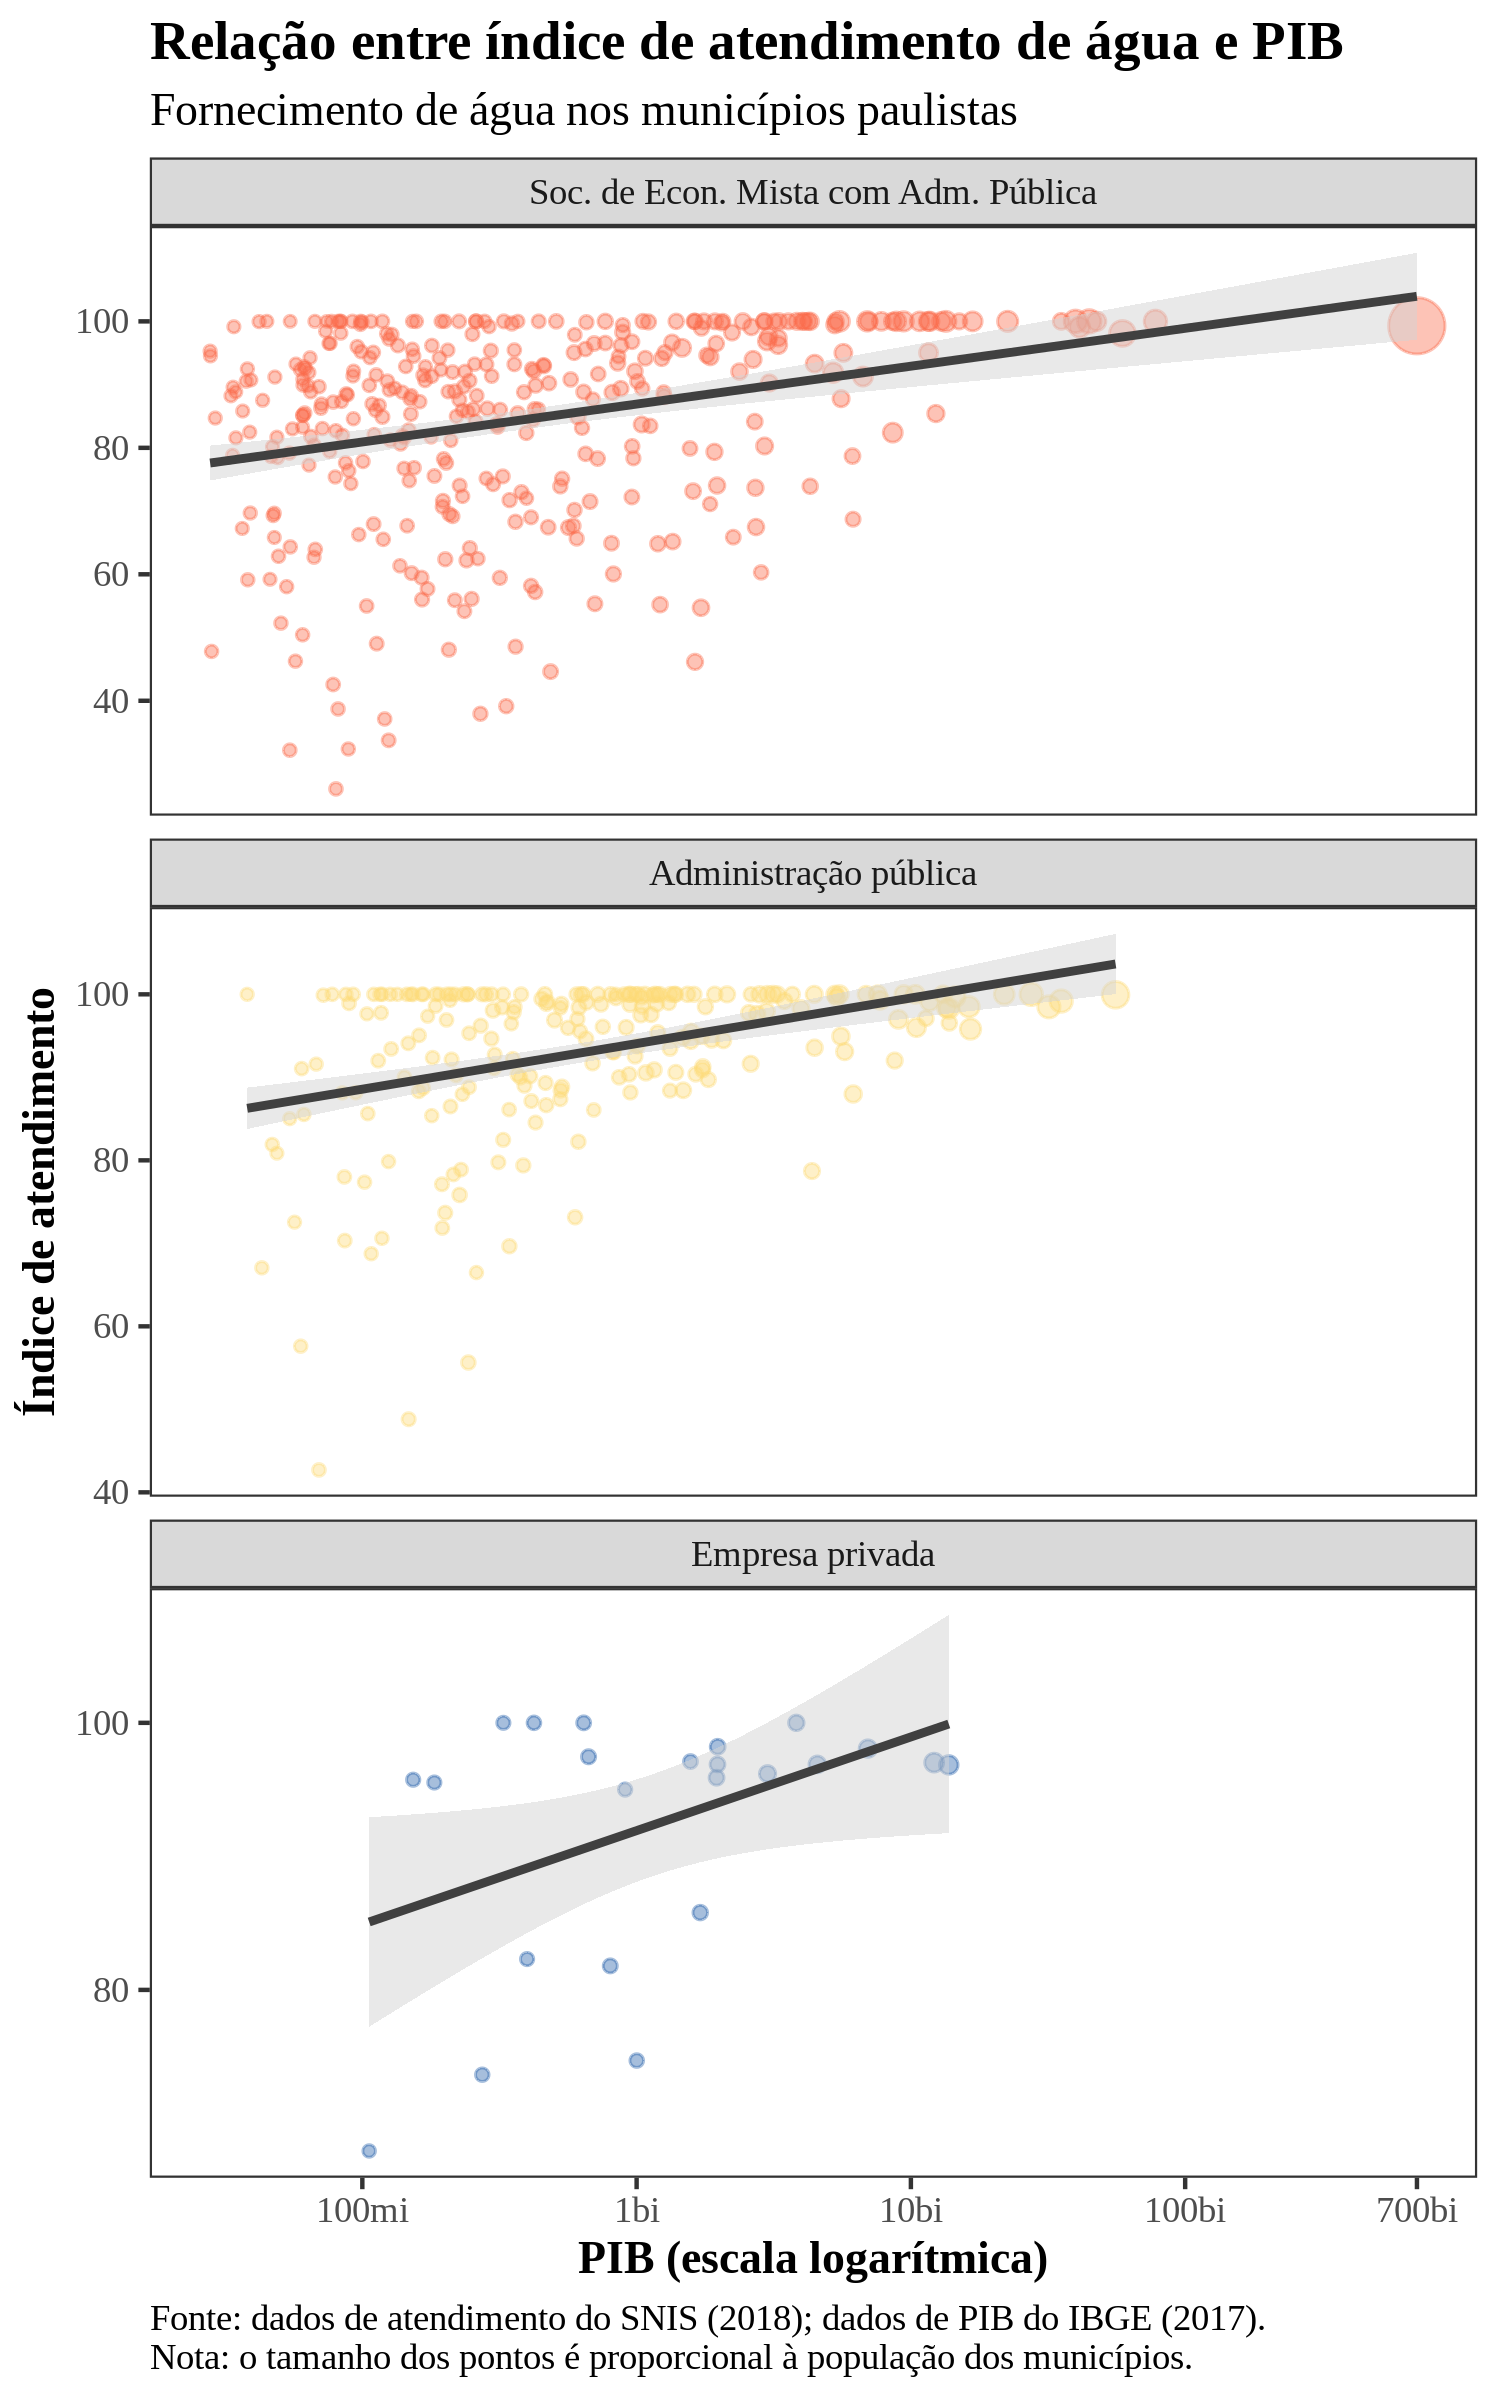 Relação entre índice de atendimento de água e PIB
Fornecimento de água nos municípios paulistas
Soc. de Econ. Mista com Adm. Pública
100
80
60
40
Administração pública
Índice de atendimento
100
80
60
40
Empresa privada
100
80
100mi 1bi 10bi 100bi 700bi
PIB (escala logarítmica)
Fonte: dados de atendimento do SNIS (2018); dados de PIB do IBGE (2017).
Nota: o tamanho dos pontos é proporcional à população dos municípios.